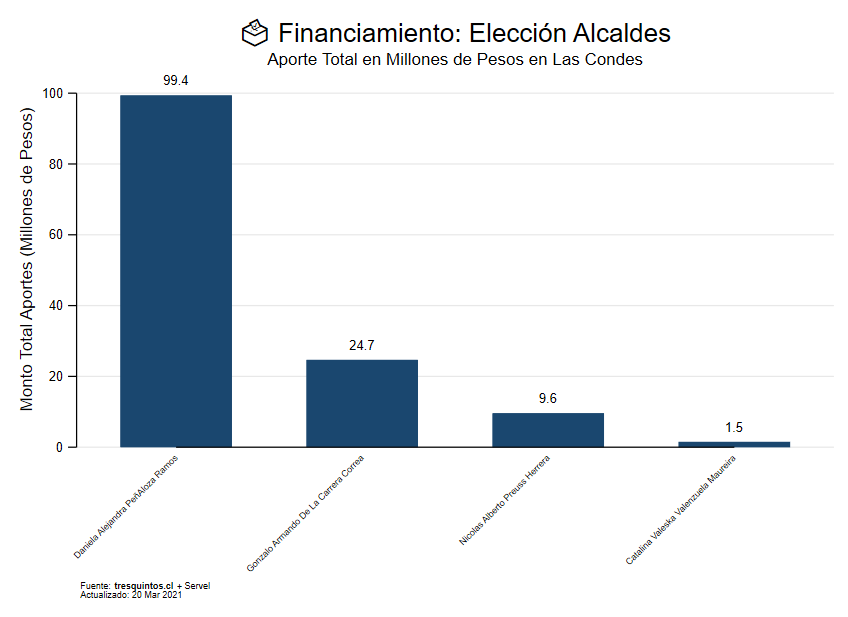 Financiamiento: Elección Alcaldes
Aporte Total en Millones de Pesos en Las Condes
Monto Total Aportes (Millones de Pesos)
100
80
60
40
20
0
99.4
24.7
9.6
1.5
Daniela Alejandra PeñAloza Ramos
Gonzalo Armando De La Carrera Correa
Nicolas Alberto Preuss Herrera
Catalina Valeska Valenzuela Maureira
Fuente: tresquintos.cl + Servel
Actualizado: 20 Mar 2021